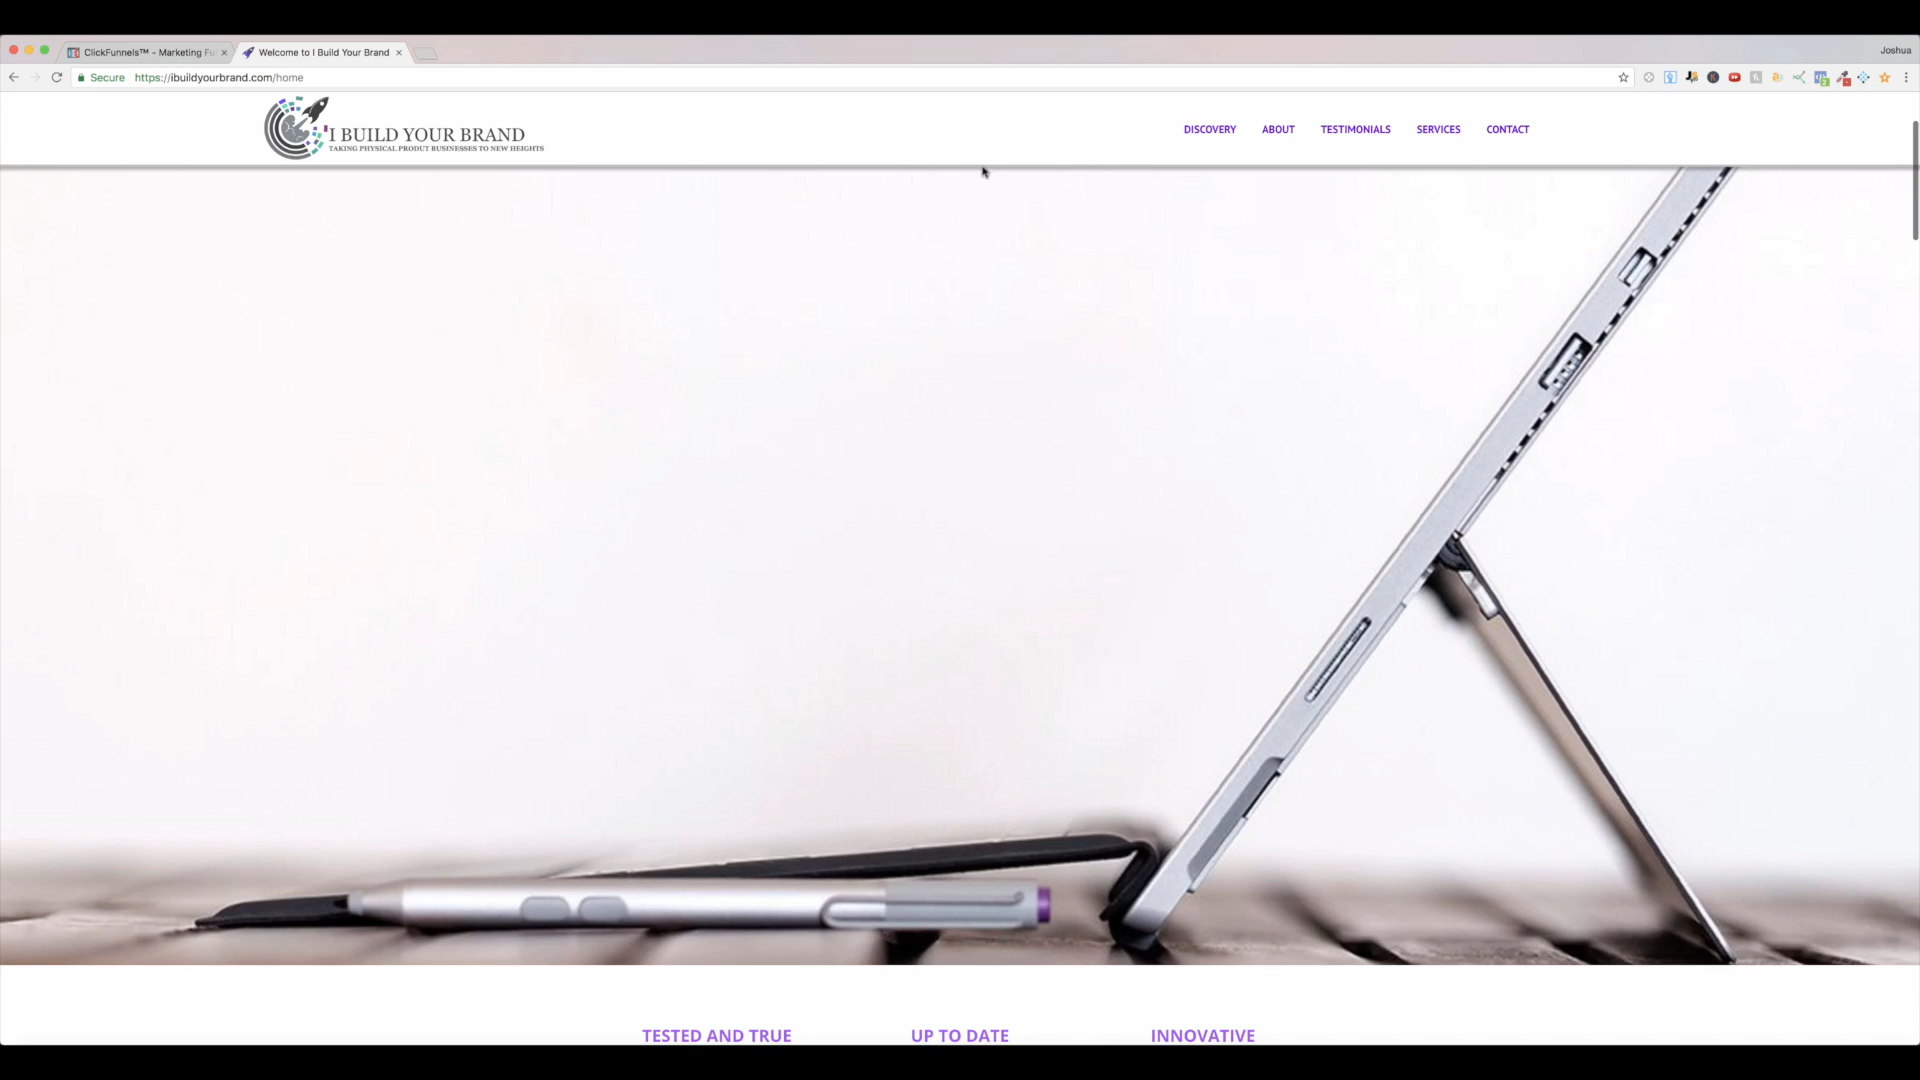 ClickFunnels™ - Marketing Fu
Welcome to I Build Your Brand
Joshua
Secure https://ibuildyourbrand.com/home
I BUILD YOUR BRAND
TAKING PHYSICAL PRODUT BUSINESSES TO NEW HEIGHTS
DISCOVERY ABOUT TESTIMONIALS SERVICES CONTACT
TESTED AND TRUE UP TO DATE INNOVATIVE